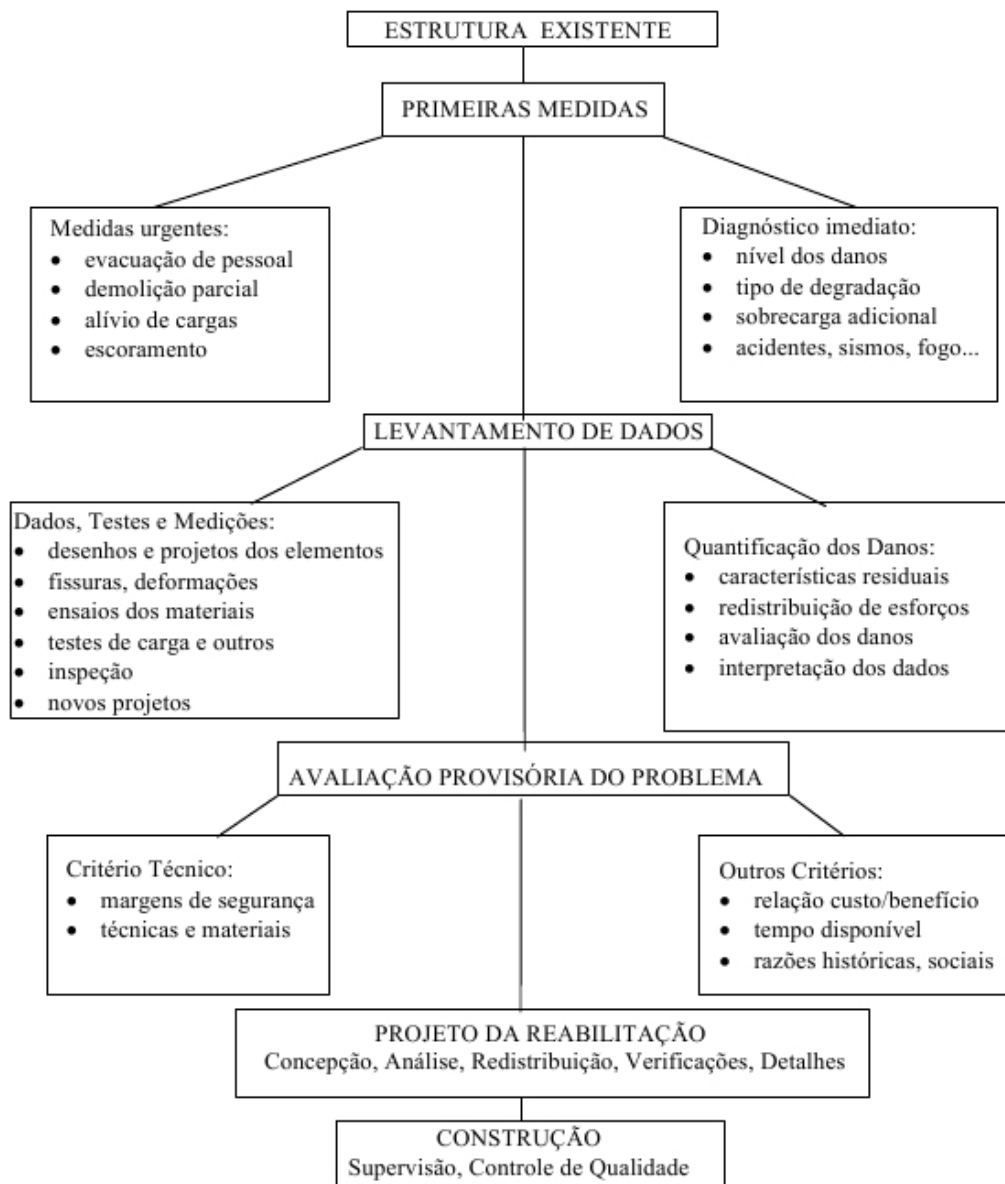 ESTRUTURA EXISTENTE
PRIMEIRAS MEDIDAS
Medidas urgentes:
• evacuação de pessoal
• demolição parcial
• alívio de cargas
• escoramento
Diagnóstico imediato:
• nível dos danos
• tipo de degradação
• sobrecarga adicional
• acidentes, sismos, fogo...
LEVANTAMENTO DE DADOS
Dados, Testes e Medições:
• desenhos e projetos dos elementos
• fissuras, deformações
• ensaios dos materiais
• testes de carga e outros
• inspeção
• novos projetos
Quantificação dos Danos:
• características residuais
• redistribuição de esforços
• avaliação dos danos
• interpretação dos dados
AVALIAÇÃO PROVISÓRIA DO PROBLEMA
Critério Técnico:
• margens de segurança
• técnicas e materiais
Outros Critérios:
• relação custo/benefício
• tempo disponível
• razões históricas, sociais
PROJETO DA REABILITAÇÃO
Concepção, Análise, Redistribuição, Verificações, Detalhes
CONSTRUÇÃO
Supervisão, Controle de Qualidade